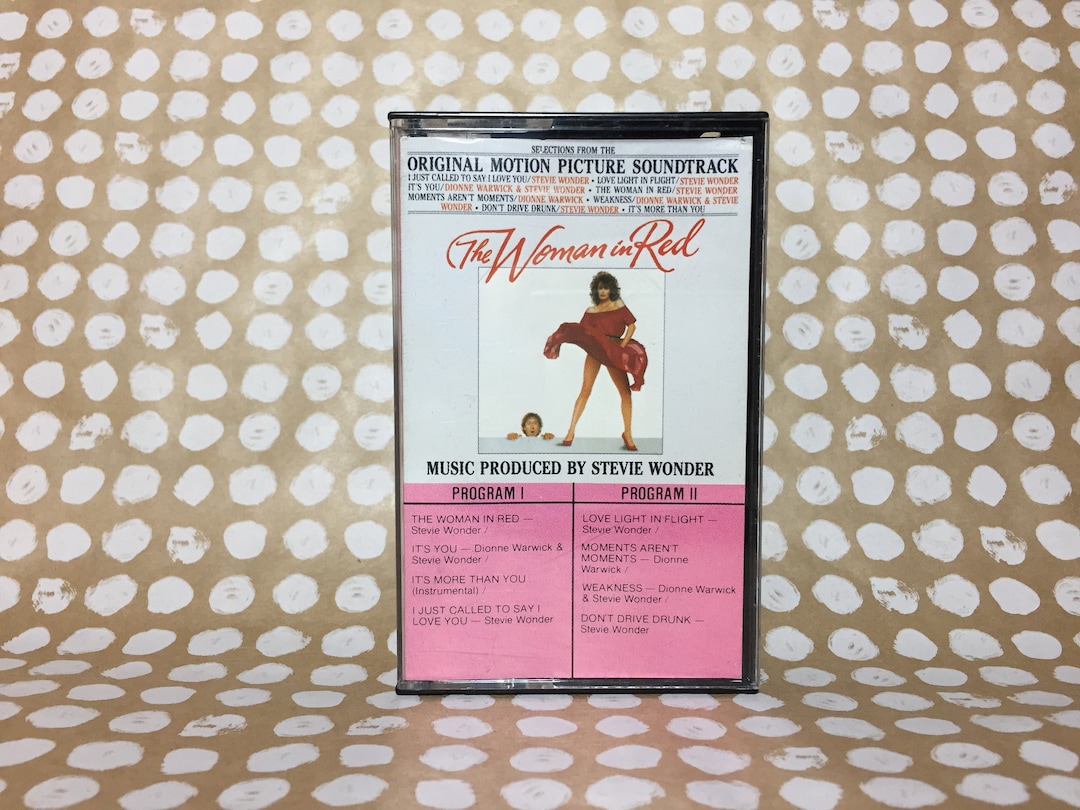 SELECTIONS FROM THE
ORIGINAL MOTION PICTURE SOUNDTRACK
I JUST CALLED TO SAY I LOVE YOU/STEVIE WONDER • LOVE LIGHT IN FLIGHT/STEVIE WONDER
IT'S YOU/DIONNE WARWICK & STEVIE WONDER • THE WOMAN IN RED/STEVIE WONDER
MOMENTS AREN'T MOMENTS/DIONNE WARWICK • WEAKNESS/DIONNE WARWICK & STEVIE
WONDER • DON'T DRIVE DRUNK/STEVIE WONDER • IT'S MORE THAN YOU
The Woman in Red
MUSIC PRODUCED BY STEVIE WONDER
PROGRAM I
THE WOMAN IN RED —
Stevie Wonder /
IT'S YOU — Dionne Warwick &
Stevie Wonder /
IT'S MORE THAN YOU
(Instrumental) /
I JUST CALLED TO SAY I
LOVE YOU — Stevie Wonder
PROGRAM II
LOVE LIGHT IN FLIGHT —
Stevie Wonder /
MOMENTS AREN'T
MOMENTS — Dionne
Warwick /
WEAKNESS — Dionne Warwick
& Stevie Wonder /
DON'T DRIVE DRUNK —
Stevie Wonder